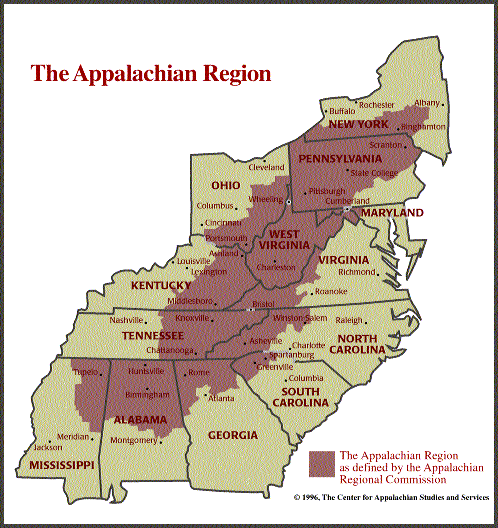 The Appalachian Region
Rochester
Albany
Buffalo
NEW YORK
Binghamton
Scranton
PENNSYLVANIA
Cleveland
State College
OHIO
Pittsburgh
Wheeling
Cumberland
Columbus
MARYLAND
Cincinnati
WEST
VIRGINIA
Portsmouth
Ashland
VIRGINIA
Louisville
Charleston
Lexington
Richmond
KENTUCKY
Roanoke
Middlesboro
Bristol
Nashville
Knoxville
Winston Salem
Raleigh
TENNESSEE
Asheville
NORTH
CAROLINA
Chattanooga
Charlotte
Spartanburg
Greenville
Tupelo
Huntsville
Rome
Columbia
Birmingham
Atlanta
SOUTH
CAROLINA
ALABAMA
Meridian
Montgomery
GEORGIA
Jackson
MISSISSIPPI
The Appalachian Region
as defined by the Appalachian
Regional Commission
© 1996, The Center for Appalachian Studies and Services